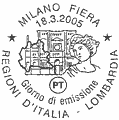 MILANO FIERA
18.3.2005
PT
Giorno di emissione
REGIONI D'ITALIA - LOMBARDIA